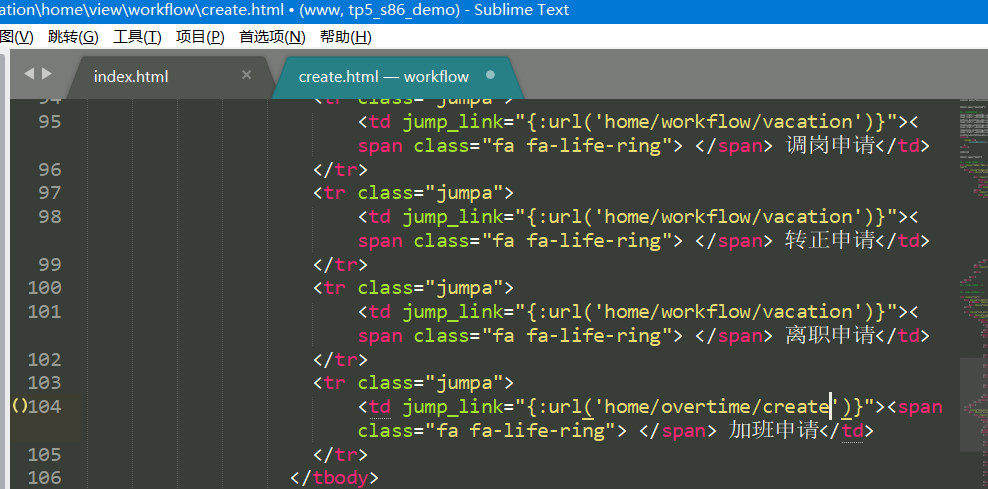 ation\home\view\workflow\create.html • (www, tp5_s86_demo) - Sublime Text
图(V) 跳转(G) 工具(T) 项目(P) 首选项(N) 帮助(H)
index.html × create.html — workflow
94 <tr class="jumpa">
95 <td jump_link="{:url('home/workflow/vacation')}"><
span class="fa fa-life-ring"> </span> 调岗申请</td>
96 </tr>
97 <tr class="jumpa">
98 <td jump_link="{:url('home/workflow/vacation')}"><
span class="fa fa-life-ring"> </span> 转正申请</td>
99 </tr>
100 <tr class="jumpa">
101 <td jump_link="{:url('home/workflow/vacation')}"><
span class="fa fa-life-ring"> </span> 离职申请</td>
102 </tr>
103 <tr class="jumpa">
()104 <td jump_link="{:url('home/overtime/create')}"><span
class="fa fa-life-ring"> </span> 加班申请</td>
105 </tr>
106 </tbody>